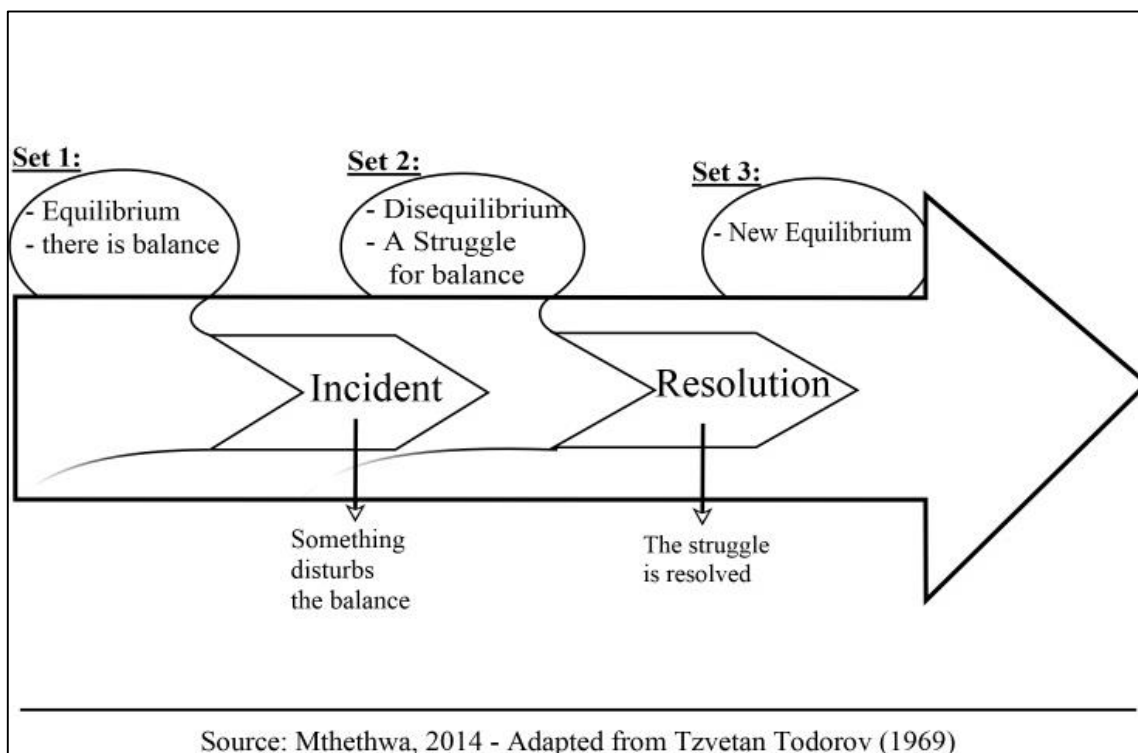 Set 1:
- Equilibrium
- there is balance
Set 2:
- Disequilibrium
- A Struggle
for balance
Set 3:
- New Equilibrium
Incident
Resolution
Something
disturbs
the balance
The struggle
is resolved
Source: Mthethwa, 2014 - Adapted from Tzvetan Todorov (1969)